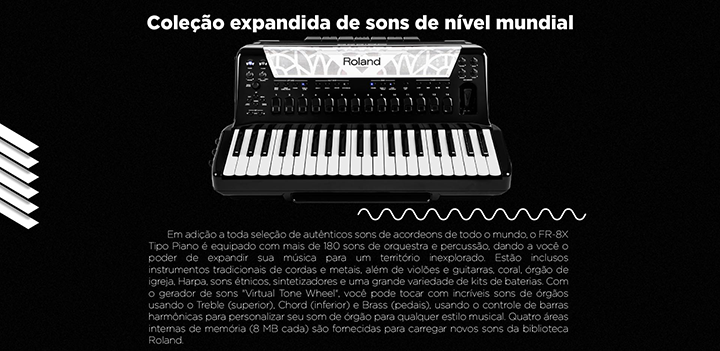 Coleção expandida de sons de nível mundial
Roland
Em adição a toda seleção de autênticos sons de acordeons de todo o mundo, o FR-8X
Tipo Piano é equipado com mais de 180 sons de orquestra e percussão, dando a você o
poder de expandir sua música para um território inexplorado. Estão inclusos
instrumentos tradicionais de cordas e metais, além de violões e guitarras, coral, órgão de
igreja, Harpa, sons étnicos, sintetizadores e uma grande variedade de kits de baterias. Com
o gerador de sons "Virtual Tone Wheel", você pode tocar com incríveis sons de órgãos
usando o Treble (superior), Chord (inferior) e Brass (pedais), usando o controle de barras
harmônicas para personalizar seu som de órgão para qualquer estilo musical. Quatro áreas
internas de memória (8 MB cada) são fornecidas para carregar novos sons da biblioteca
Roland.